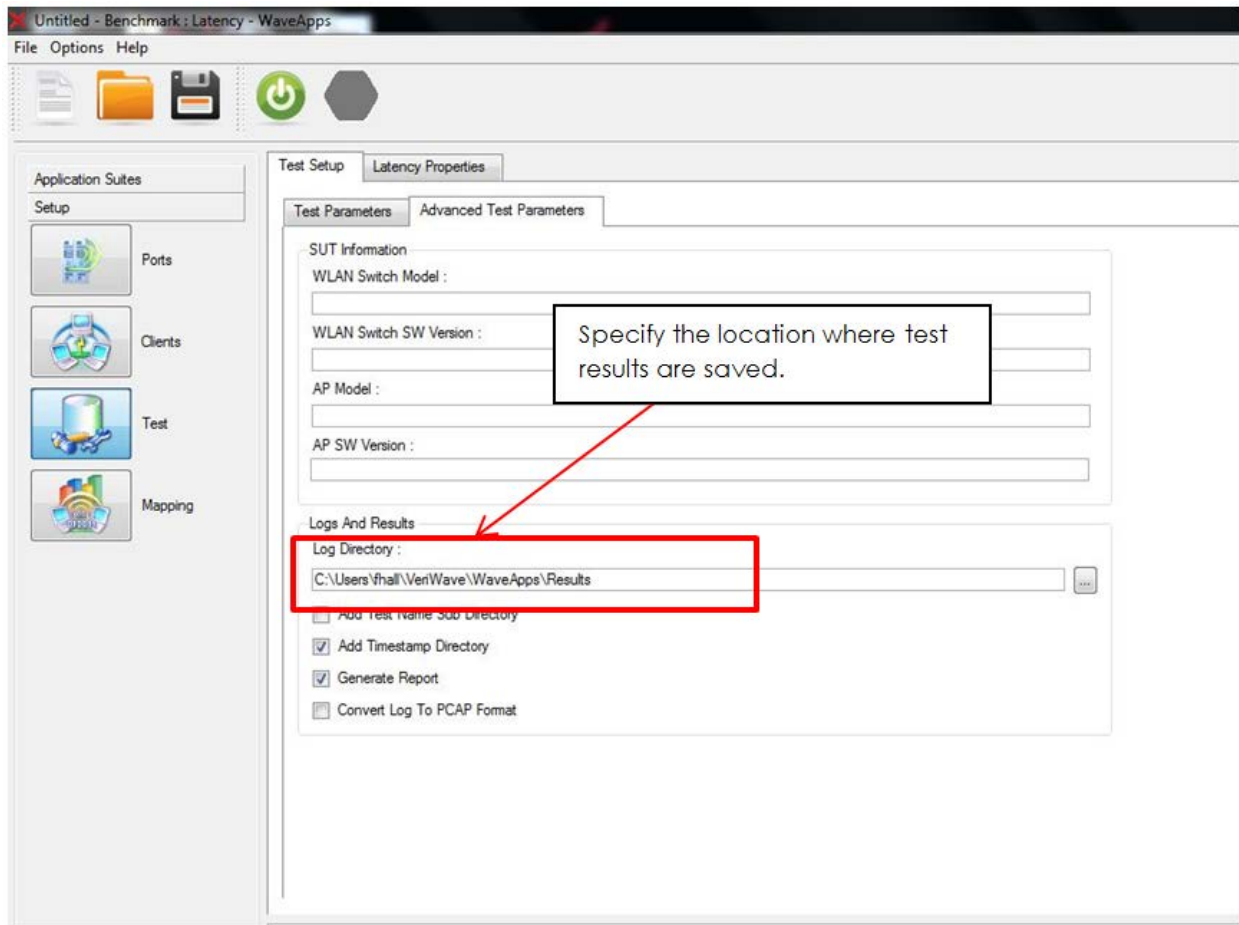 Untitled - Benchmark : Latency - WaveApps
File Options Help
Application Suites
Setup
Ports
Clients
Test
Mapping
Test Setup
Latency Properties
Test Parameters
Advanced Test Parameters
SUT Information
WLAN Switch Model :
WLAN Switch SW Version :
AP Model :
AP SW Version :
Specify the location where test
results are saved.
Logs And Results
Log Directory :
C:\Users\fhall\VeriWave\WaveApps\Results
...
Add Test Name Sub Directory
Add Timestamp Directory
Generate Report
Convert Log To PCAP Format